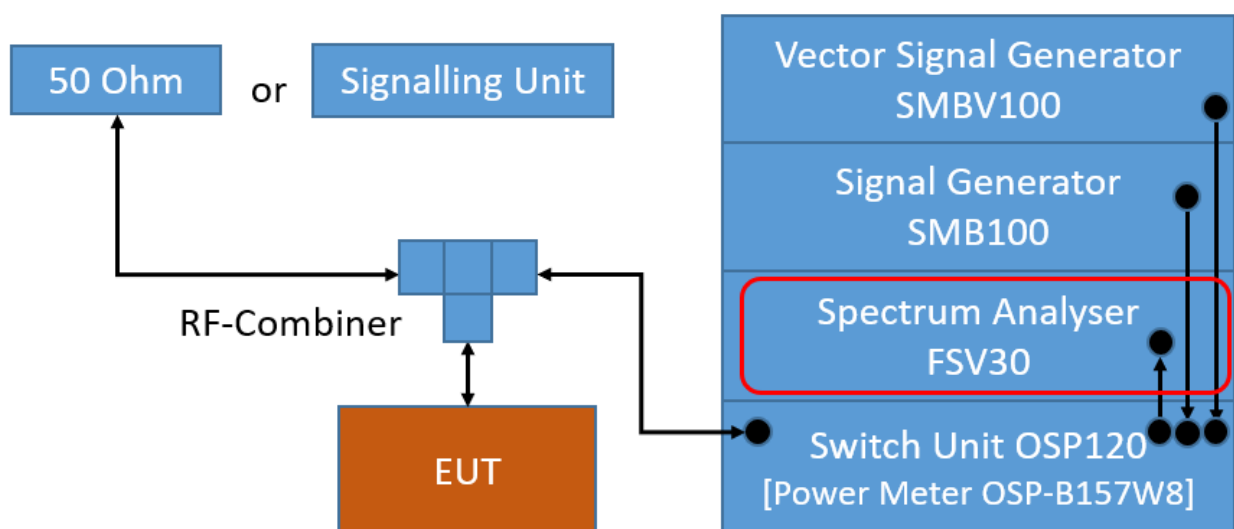 50 Ohm
or
Signalling Unit
RF-Combiner
EUT
Vector Signal Generator
SMBV100
Signal Generator
SMB100
Spectrum Analyser
FSV30
Switch Unit OSP120
[Power Meter OSP-B157W8]